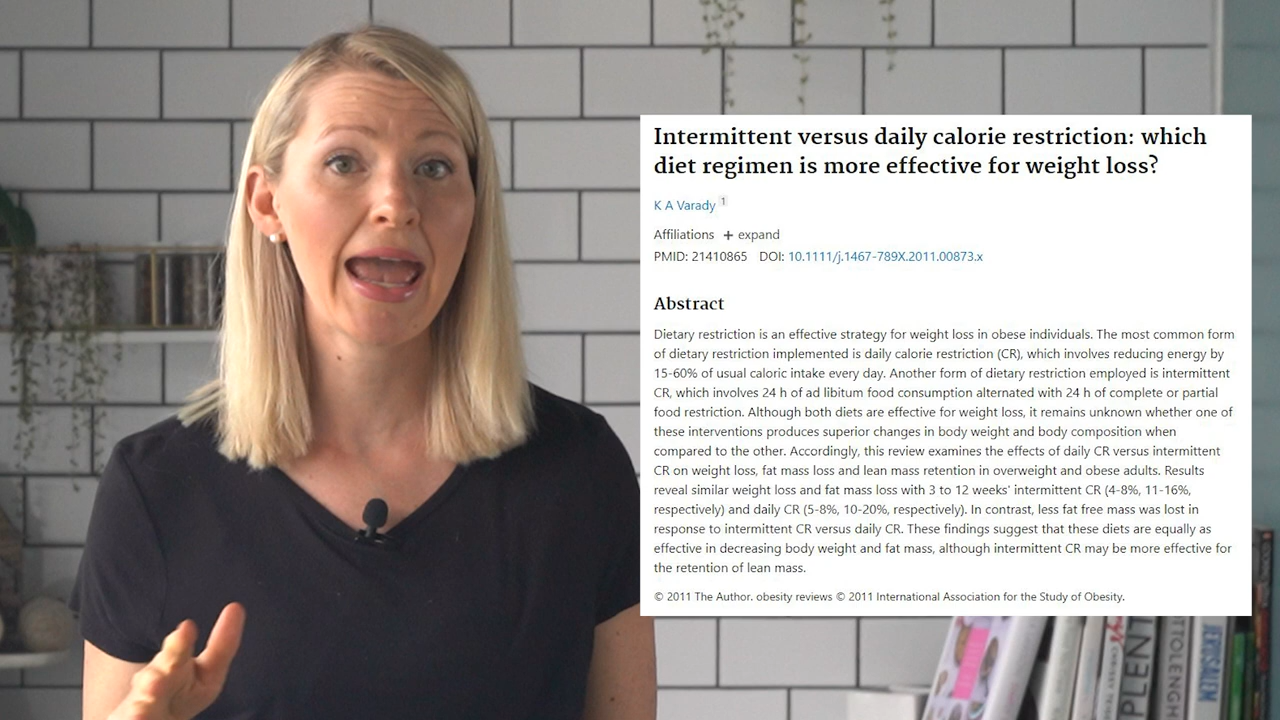 Intermittent versus daily calorie restriction: which
diet regimen is more effective for weight loss?
K A Varady 1
Affiliations + expand
PMID: 21410865 DOI: 10.1111/j.1467-789X.2011.00873.x
Abstract
Dietary restriction is an effective strategy for weight loss in obese individuals. The most common form
of dietary restriction implemented is daily calorie restriction (CR), which involves reducing energy by
15-60% of usual caloric intake every day. Another form of dietary restriction employed is intermittent
CR, which involves 24 h of ad libitum food consumption alternated with 24 h of complete or partial
food restriction. Although both diets are effective for weight loss, it remains unknown whether one of
these interventions produces superior changes in body weight and body composition when
compared to the other. Accordingly, this review examines the effects of daily CR versus intermittent
CR on weight loss, fat mass loss and lean mass retention in overweight and obese adults. Results
reveal similar weight loss and fat mass loss with 3 to 12 weeks' intermittent CR (4-8%, 11-16%,
respectively) and daily CR (5-8%, 10-20%, respectively). In contrast, less fat free mass was lost in
response to intermittent CR versus daily CR. These findings suggest that these diets are equally as
effective in decreasing body weight and fat mass, although intermittent CR may be more effective for
the retention of lean mass.
© 2011 The Author. obesity reviews © 2011 International Association for the Study of Obesity.
PLENT
OTTOLENGH
JERUSALEM